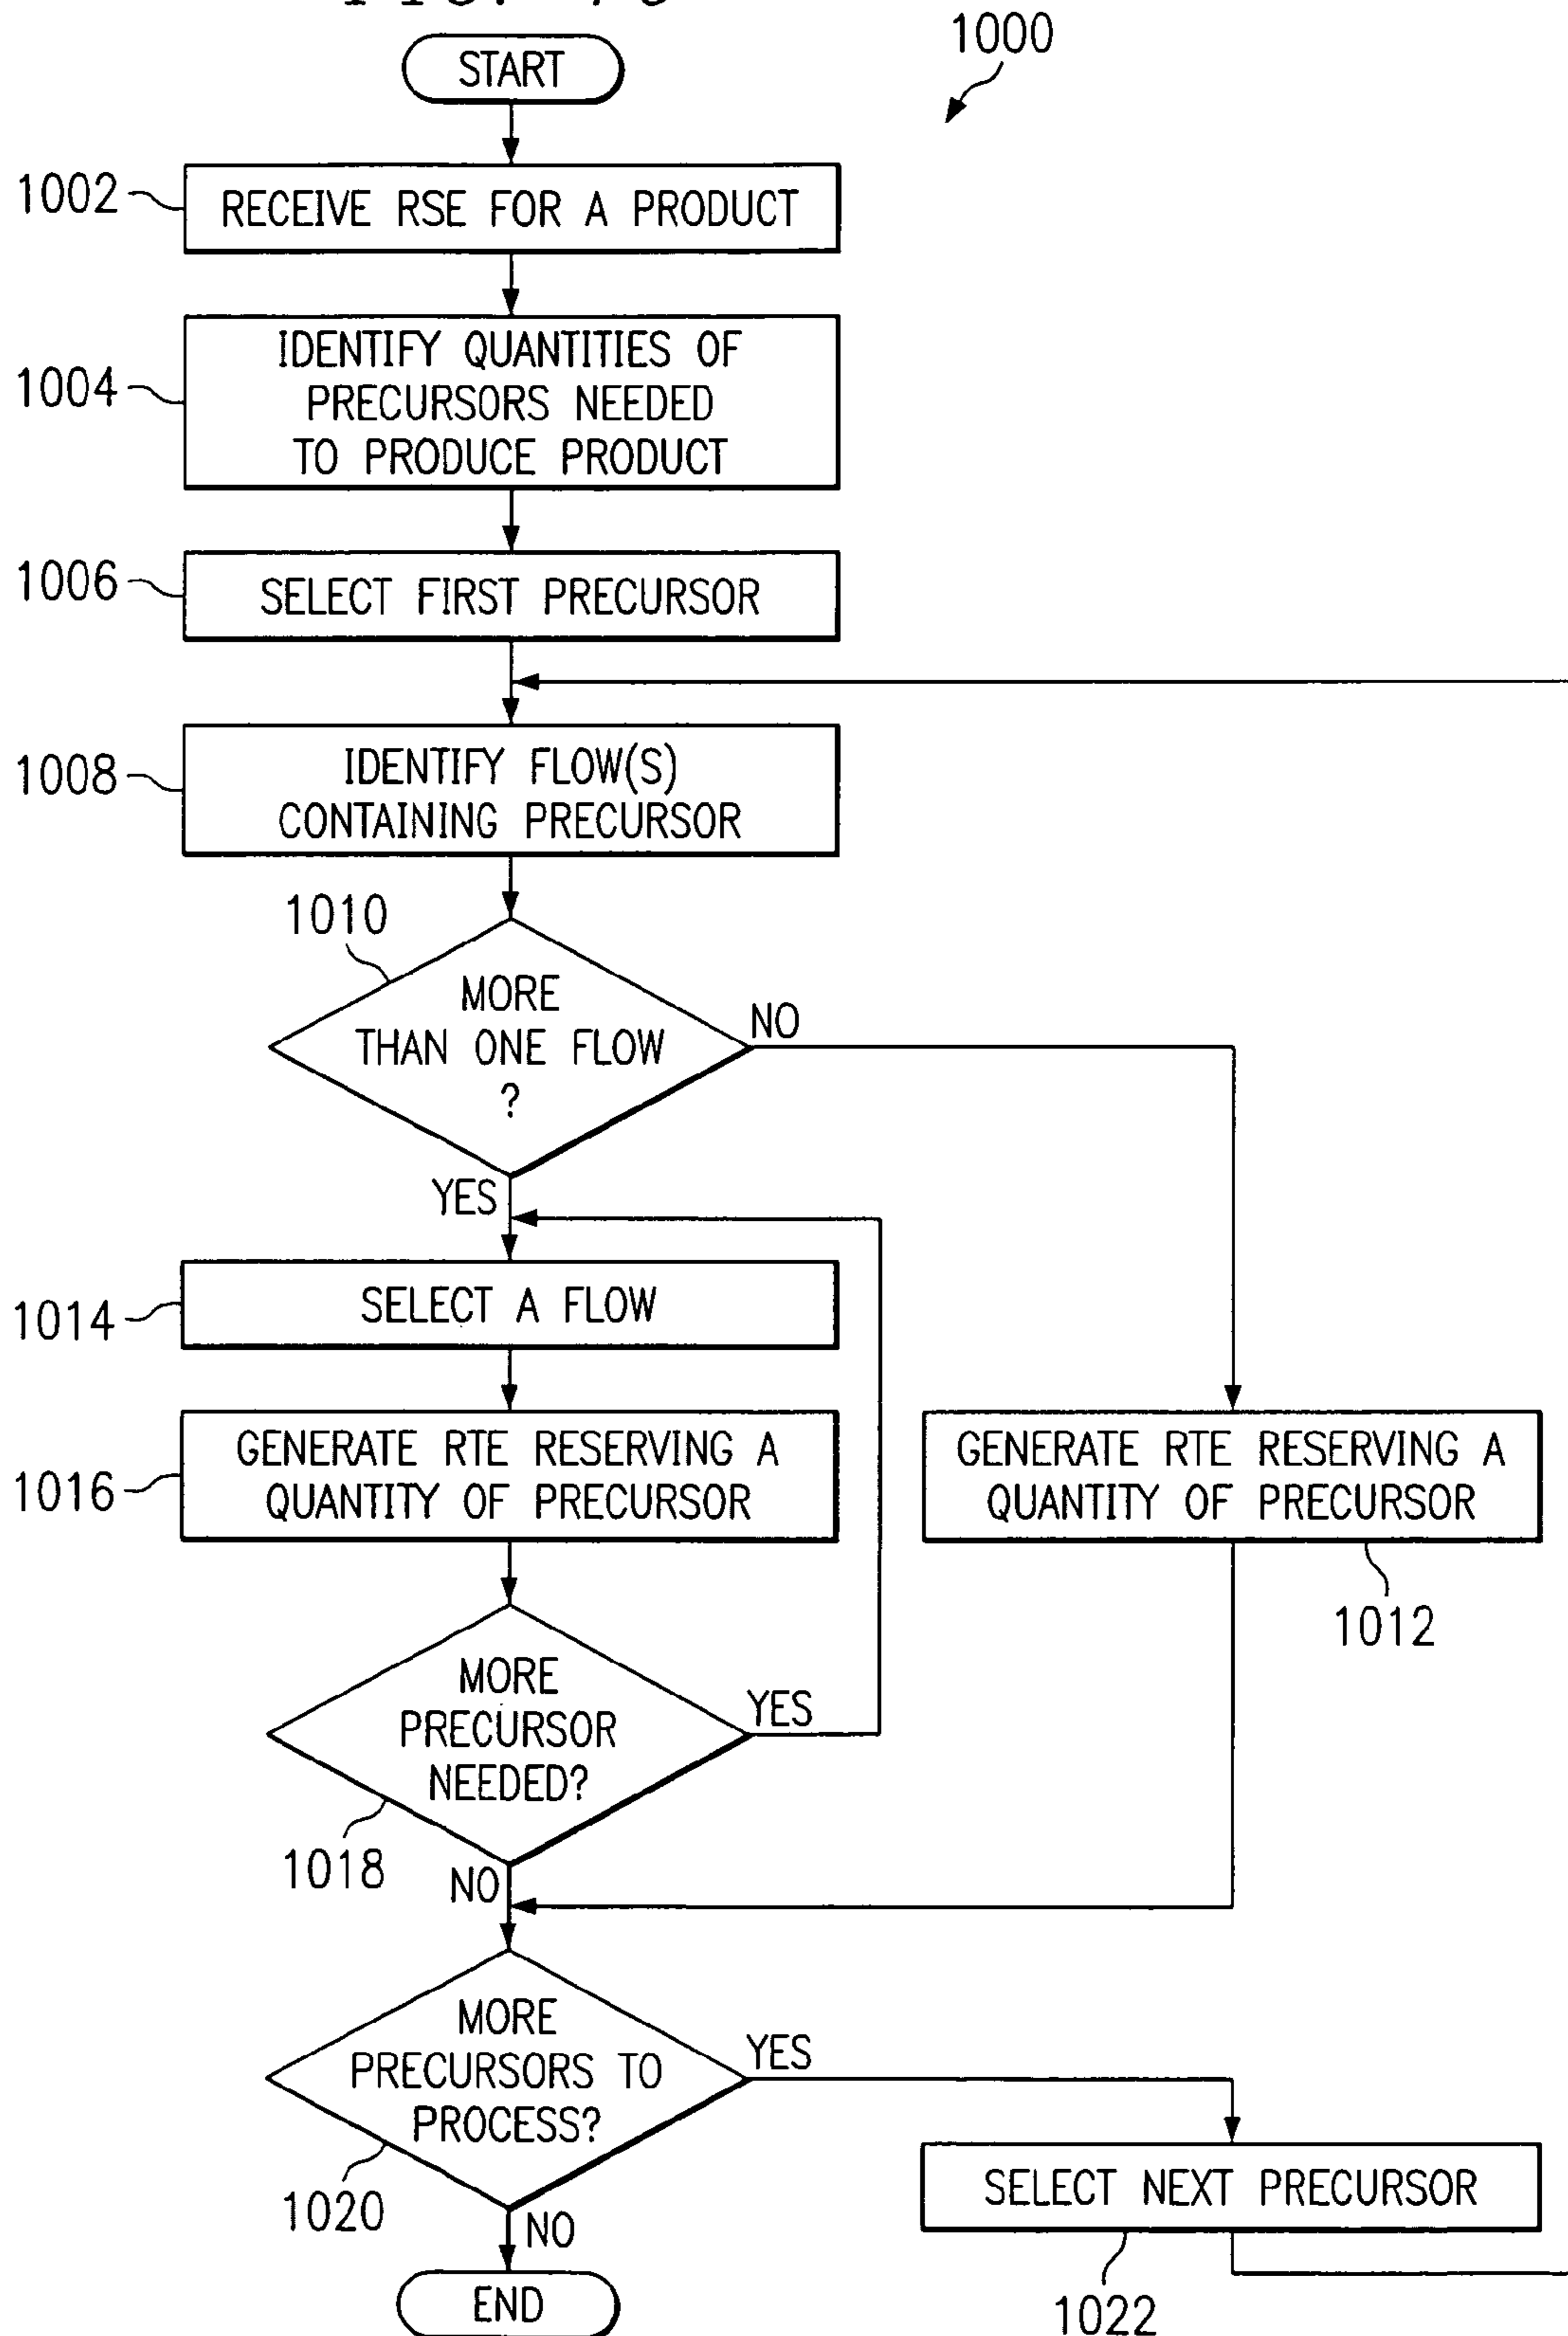 1000
START
1002
RECEIVE RSE FOR A PRODUCT
1004
IDENTIFY QUANTITIES OF
PRECURSORS NEEDED
TO PRODUCE PRODUCT
1006
SELECT FIRST PRECURSOR
1008
IDENTIFY FLOW(S)
CONTAINING PRECURSOR
1010
MORE
THAN ONE FLOW
?
NO
YES
1014
SELECT A FLOW
1016
GENERATE RTE RESERVING A
QUANTITY OF PRECURSOR
GENERATE RTE RESERVING A
QUANTITY OF PRECURSOR
1012
MORE
PRECURSOR
NEEDED?
YES
1018
NO
MORE
PRECURSORS TO
PROCESS?
YES
1020
NO
SELECT NEXT PRECURSOR
1022
END